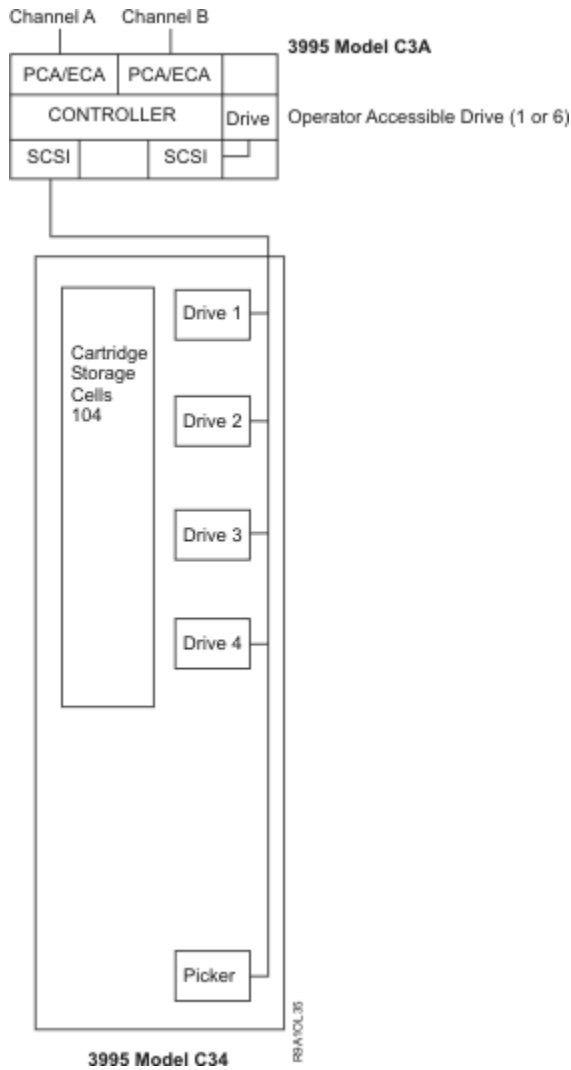 Channel A Channel B
3995 Model C3A
PCA/ECA PCA/ECA
CONTROLLER Drive Operator Accessible Drive (1 or 6)
SCSI SCSI
Drive 1
Cartridge
Storage
Cells
104
Drive 2
Drive 3
Drive 4
Picker
R9A1OL35
3995 Model C34